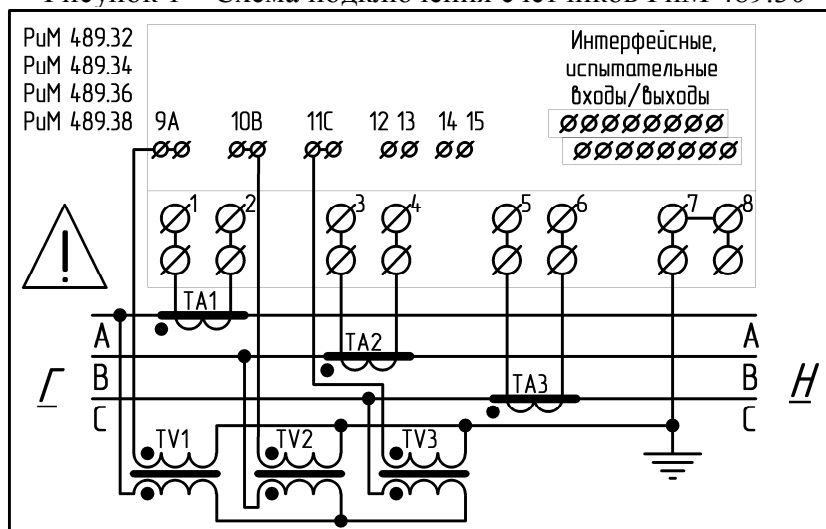 Рисунок 1 – Схема подключения счетчиков РиМ 489.30
РиМ 489.32
РиМ 489.34
РиМ 489.36
РиМ 489.38
Интерфейсные,
испытательные
входы/выходы
9A 10B 11C 12 13 14 15
1 2 3 4 5 6 7 8
!
TA1
A A
TA2
B B
Г Н
TA3
C C
TV1 TV2 TV3